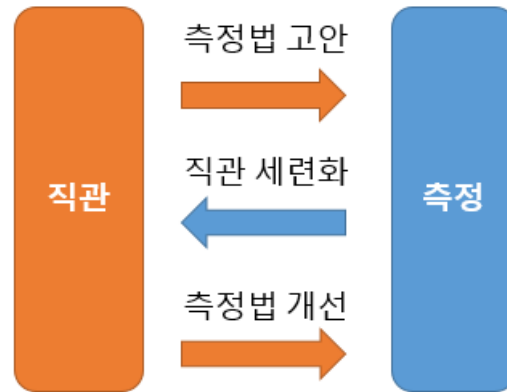 측정법 고안
직관 세련화
직관
측정
측정법 개선